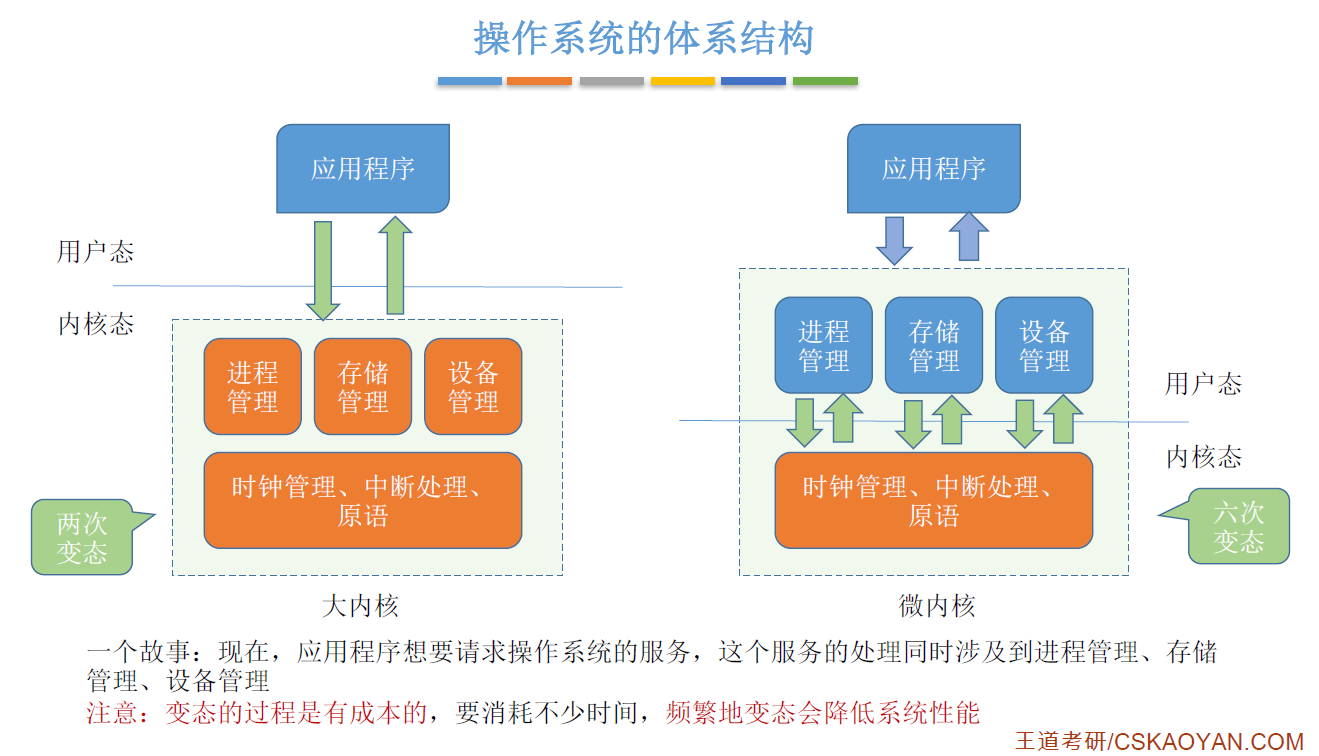 操作系统的体系结构
应用程序
应用程序
用户态
内核态
进程
管理
存储
管理
设备
管理
时钟管理、中断处理、
原语
两次
变态
大内核
进程
管理
存储
管理
设备
管理
用户态
内核态
时钟管理、中断处理、
原语
六次
变态
微内核
一个故事：现在，应用程序想要请求操作系统的服务，这个服务的处理同时涉及到进程管理、存储
管理、设备管理
注意：变态的过程是有成本的，要消耗不少时间，频繁地变态会降低系统性能
王道考研/CSKAOYAN.COM